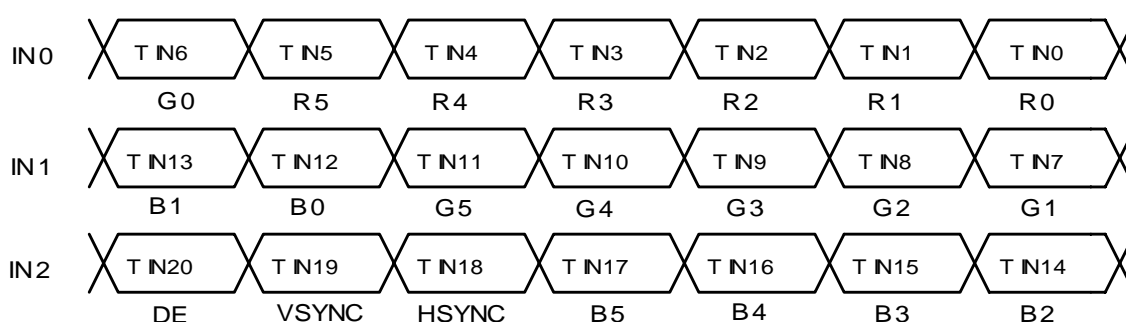 IN0 TIN6 TIN5 TIN4 TIN3 TIN2 TIN1 TIN0
G0 R5 R4 R3 R2 R1 R0
IN1 TIN13 TIN12 TIN11 TIN10 TIN9 TIN8 TIN7
B1 B0 G5 G4 G3 G2 G1
IN2 TIN20 TIN19 TIN18 TIN17 TIN16 TIN15 TIN14
DE VSYNC HSYNC B5 B4 B3 B2